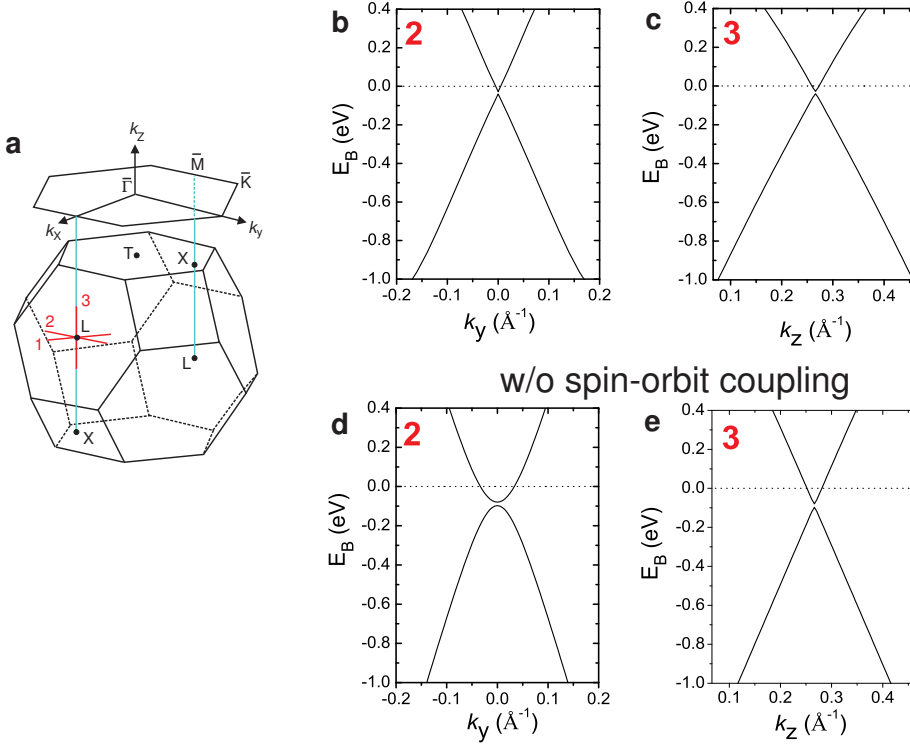 a
k_Z
M̄
Γ̄
K̄
k_X
k_y
T
X
3
2
L
1
L
X
b
2
0.4
0.2
0.0
-0.2
-0.4
-0.6
-0.8
-1.0
E_B (eV)
-0.2 -0.1 0.0 0.1 0.2
k_y (Å⁻¹)
c
3
0.4
0.2
0.0
-0.2
-0.4
-0.6
-0.8
-1.0
E_B (eV)
0.1 0.2 0.3 0.4
k_z (Å⁻¹)
w/o spin-orbit coupling
d
2
0.4
0.2
0.0
-0.2
-0.4
-0.6
-0.8
-1.0
E_B (eV)
-0.2 -0.1 0.0 0.1 0.2
k_y (Å⁻¹)
e
3
0.4
0.2
0.0
-0.2
-0.4
-0.6
-0.8
-1.0
E_B (eV)
0.1 0.2 0.3 0.4
k_z (Å⁻¹)